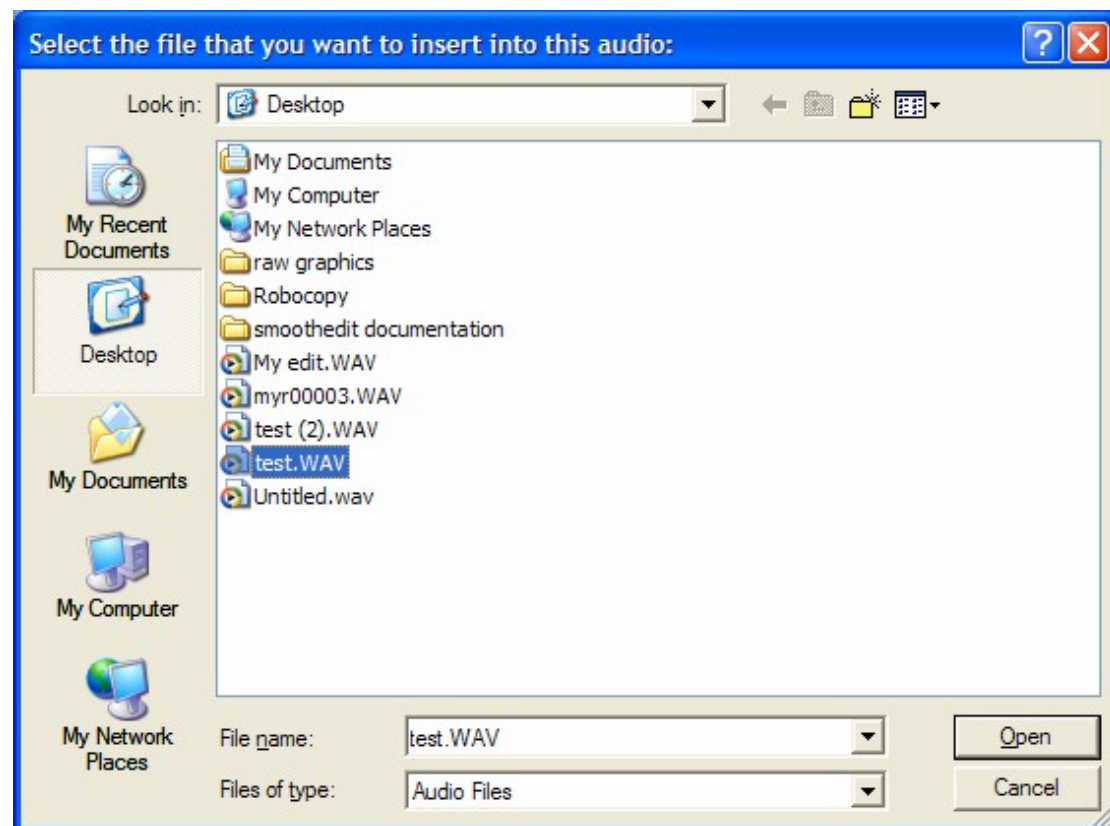 Select the file that you want to insert into this audio:
Look in: Desktop
My Recent
Documents
Desktop
My Documents
My Computer
My Network
Places
My Documents
My Computer
My Network Places
raw graphics
Robocopy
smoothedit documentation
My edit.WAV
myr00003.WAV
test (2).WAV
test.WAV
Untitled.wav
File name: test.WAV Open
Files of type: Audio Files Cancel